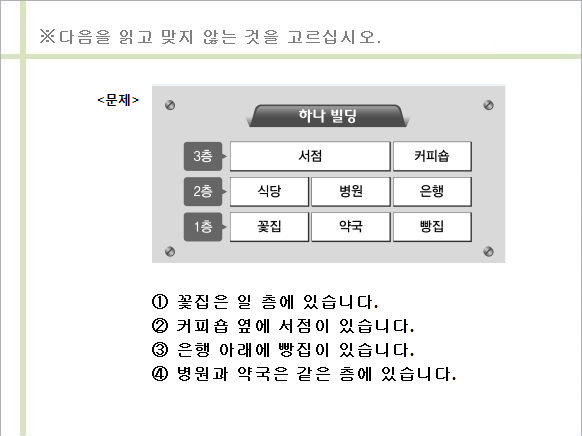 ※다음을 읽고 맞지 않는 것을 고르십시오.
<문제>
하나 빌딩
3층 서점 커피숍
2층 식당 병원 은행
1층 꽃집 약국 빵집
① 꽃집은 일 층에 있습니다.
② 커피숍 옆에 서점이 있습니다.
③ 은행 아래에 빵집이 있습니다.
④ 병원과 약국은 같은 층에 있습니다.